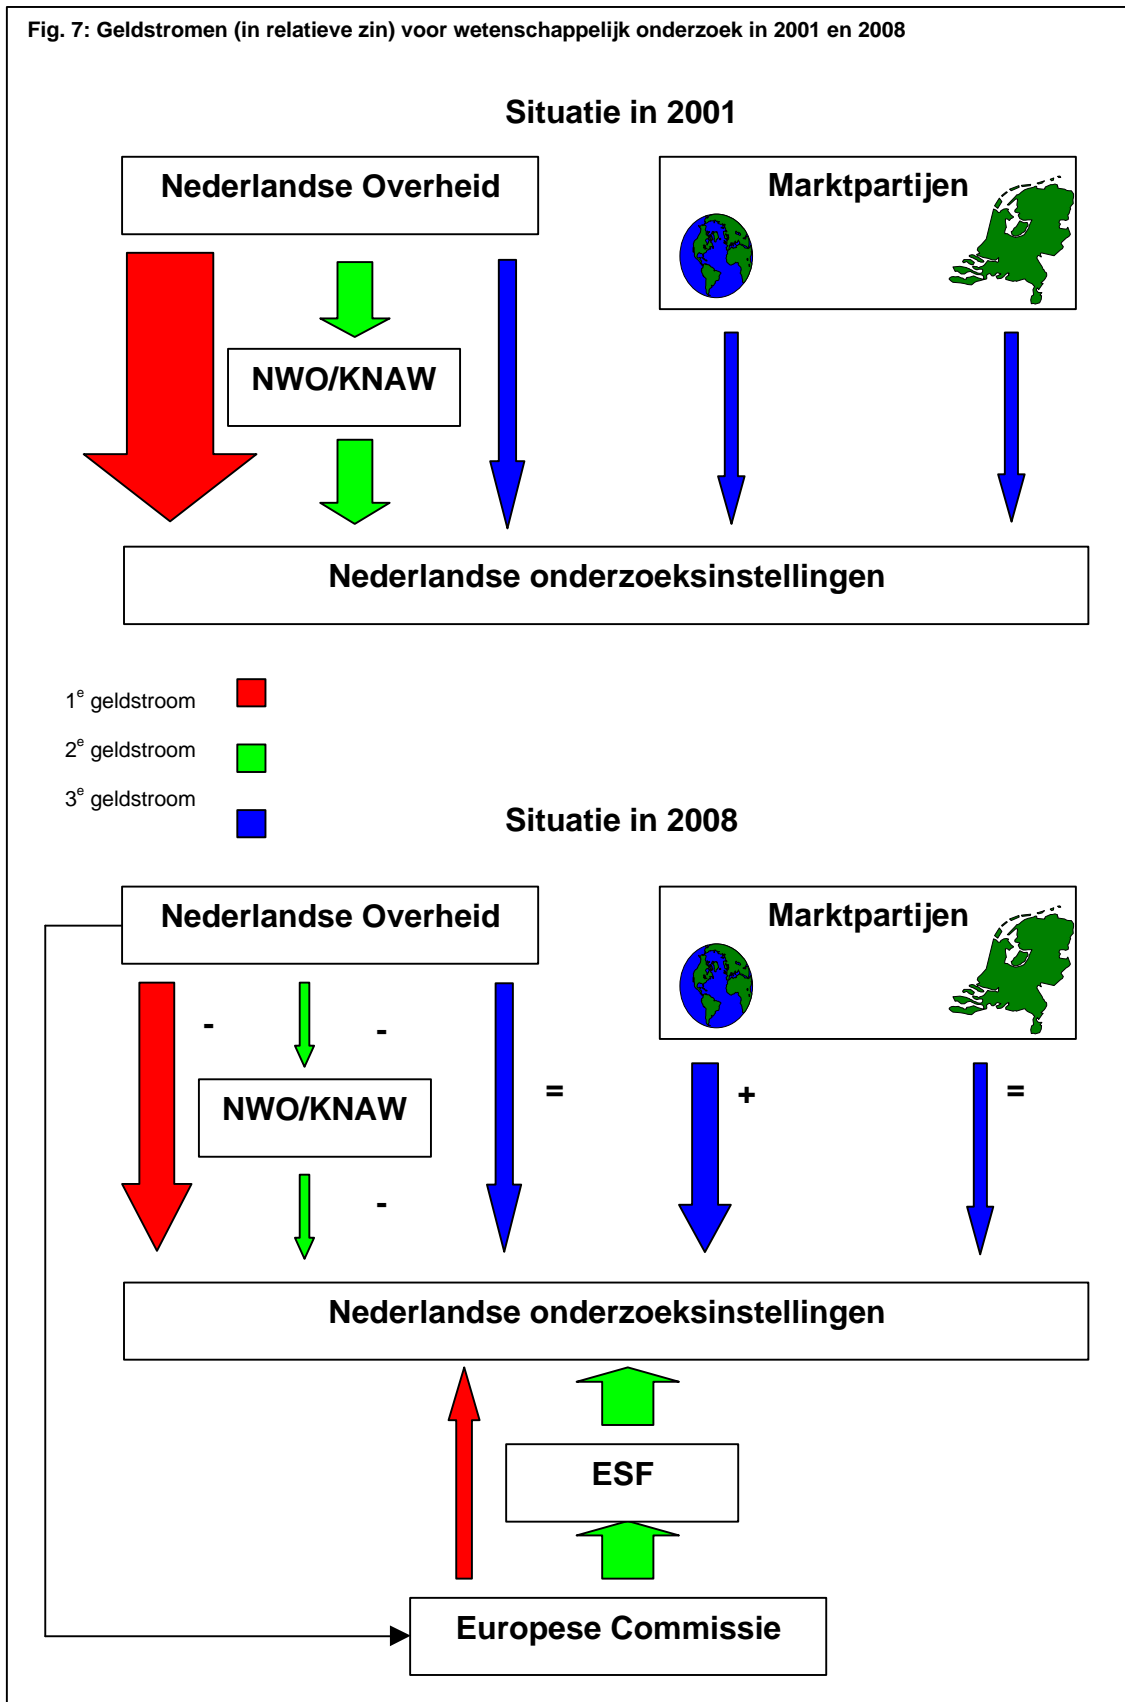 Fig. 7: Geldstromen (in relatieve zin) voor wetenschappelijk onderzoek in 2001 en 2008
Situatie in 2001
Nederlandse Overheid
Marktpartijen
NWO/KNAW
Nederlandse onderzoeksinstellingen
1e geldstroom
2e geldstroom
3e geldstroom
Situatie in 2008
Nederlandse Overheid
Marktpartijen
- -
= + =
NWO/KNAW
-
Nederlandse onderzoeksinstellingen
ESF
Europese Commissie